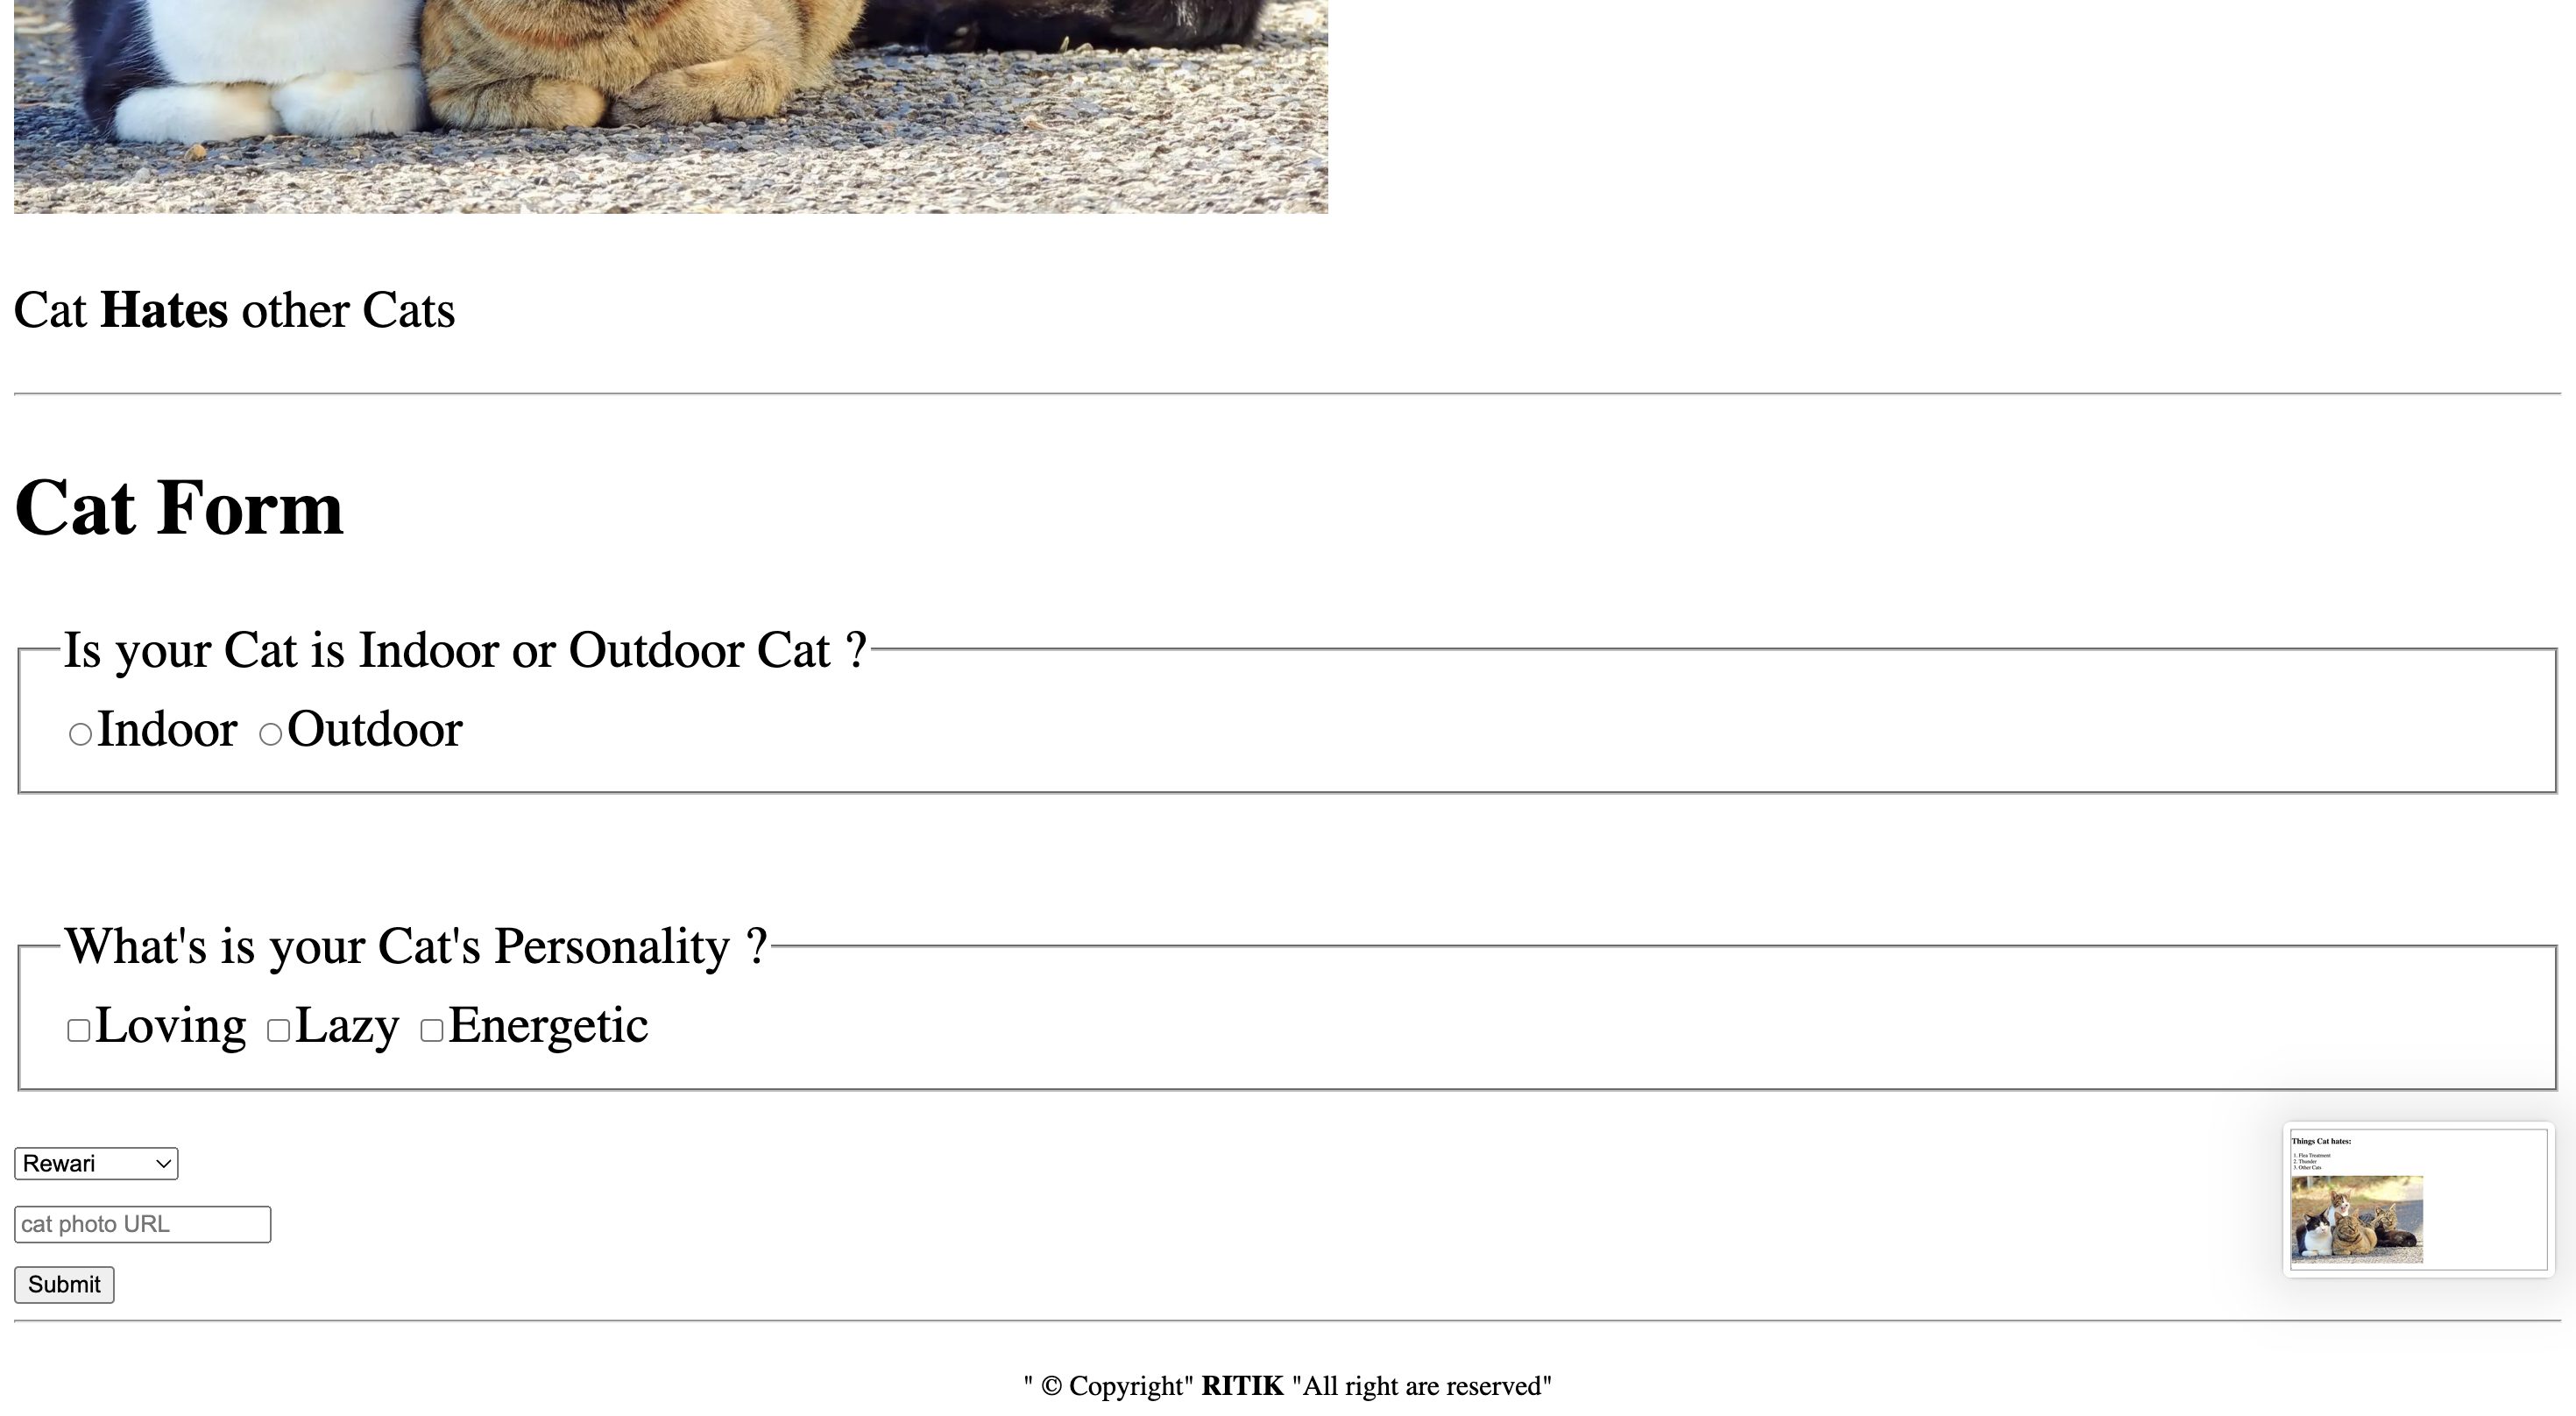 Cat Hates other Cats
Cat Form
Is your Cat is Indoor or Outdoor Cat ?
Indoor Outdoor
What's is your Cat's Personality ?
Loving Lazy Energetic
Rewari
cat photo URL
Submit
Things Cat hates:
1. Flea Treatment
2. Thunder
3. Other Cats
" © Copyright" RITIK "All right are reserved"